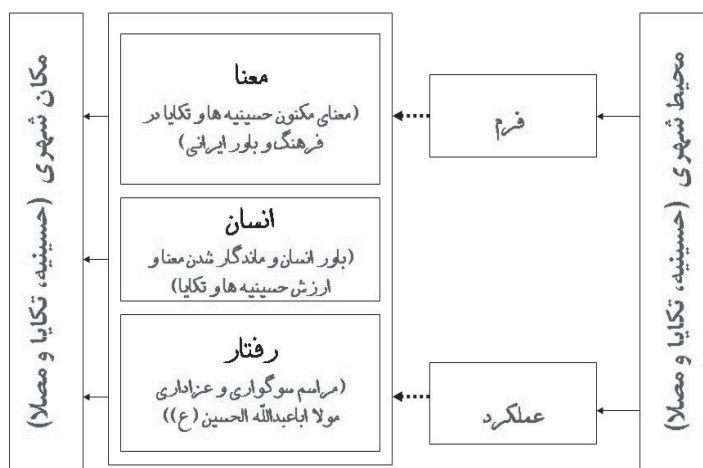 محیط شهری (حسینیه، تکایا و مصلا)
فرم
عملکرد
معنا
(معنای مکنون حسینیه ها و تکایا در
فرهنگ و باور ایرانی)
انسان
(باور انسان و ماندگار شدن معنا و
ارزش حسینیه ها و تکایا)
رفتار
(مراسم سوگواری و عزاداری
مولا اباعبدالله الحسین (ع))
مکان شهری (حسینیه، تکایا و مصلا)